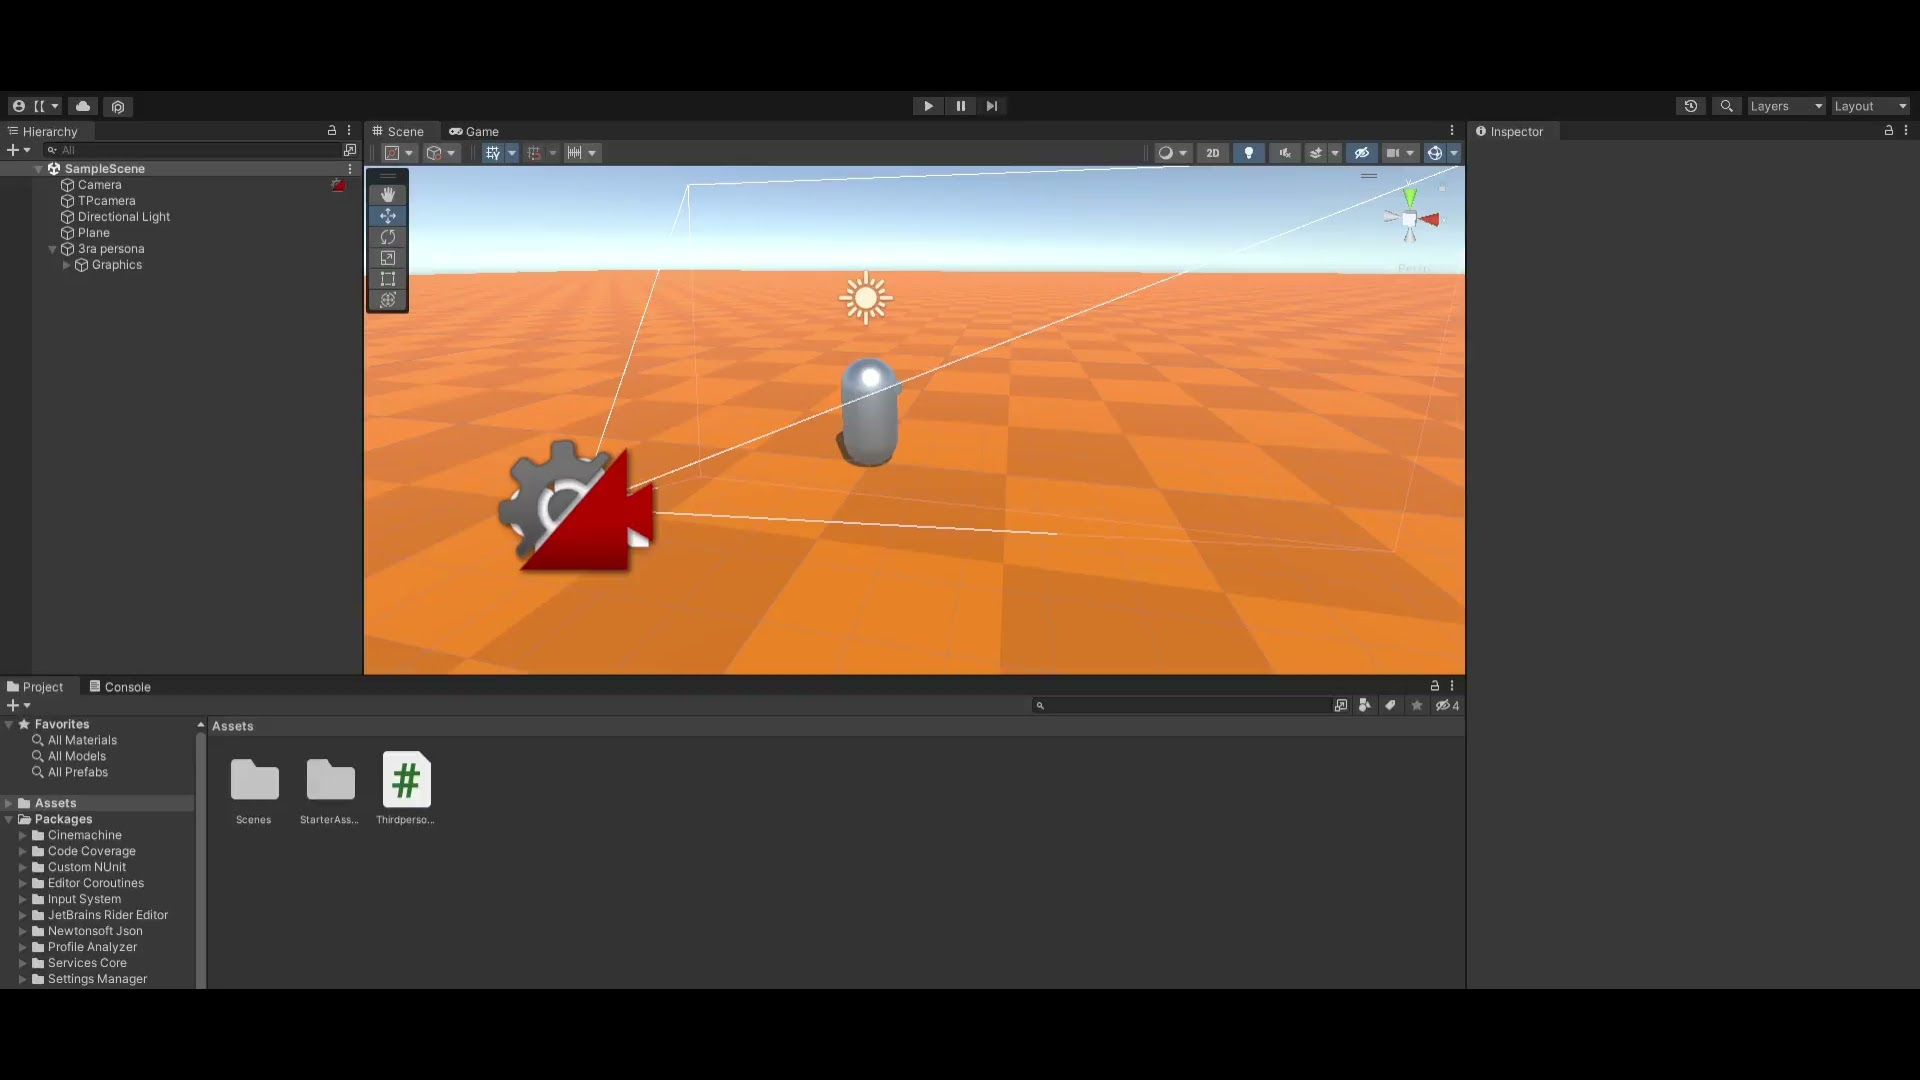 Layers
Layout
Hierarchy
Scene
Game
Inspector
All
2D
SampleScene
Camera
TPcamera
Directional Light
Plane
3ra persona
Graphics
Y
Persp
Project
Console
4
Favorites
All Materials
All Models
All Prefabs
Assets
Packages
Cinemachine
Code Coverage
Custom NUnit
Editor Coroutines
Input System
JetBrains Rider Editor
Newtonsoft Json
Profile Analyzer
Services Core
Settings Manager
Assets
Scenes
StarterAss...
Thirdperso...